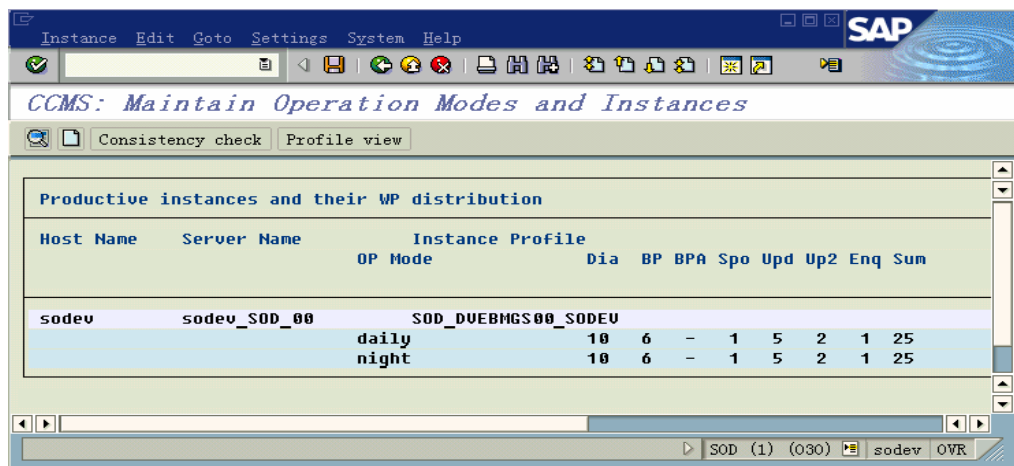 Instance Edit Goto Settings System Help
SAP
CCMS: Maintain Operation Modes and Instances
Consistency check Profile view
Productive instances and their WP distribution
Host Name Server Name Instance Profile
OP Mode Dia BP BPA Spo Upd Up2 Enq Sum
sodev sodev_SOD_00 SOD_DVEBMGS00_SODEV
daily 10 6 - 1 5 2 1 25
night 10 6 - 1 5 2 1 25
SOD (1) (030) sodev OVR